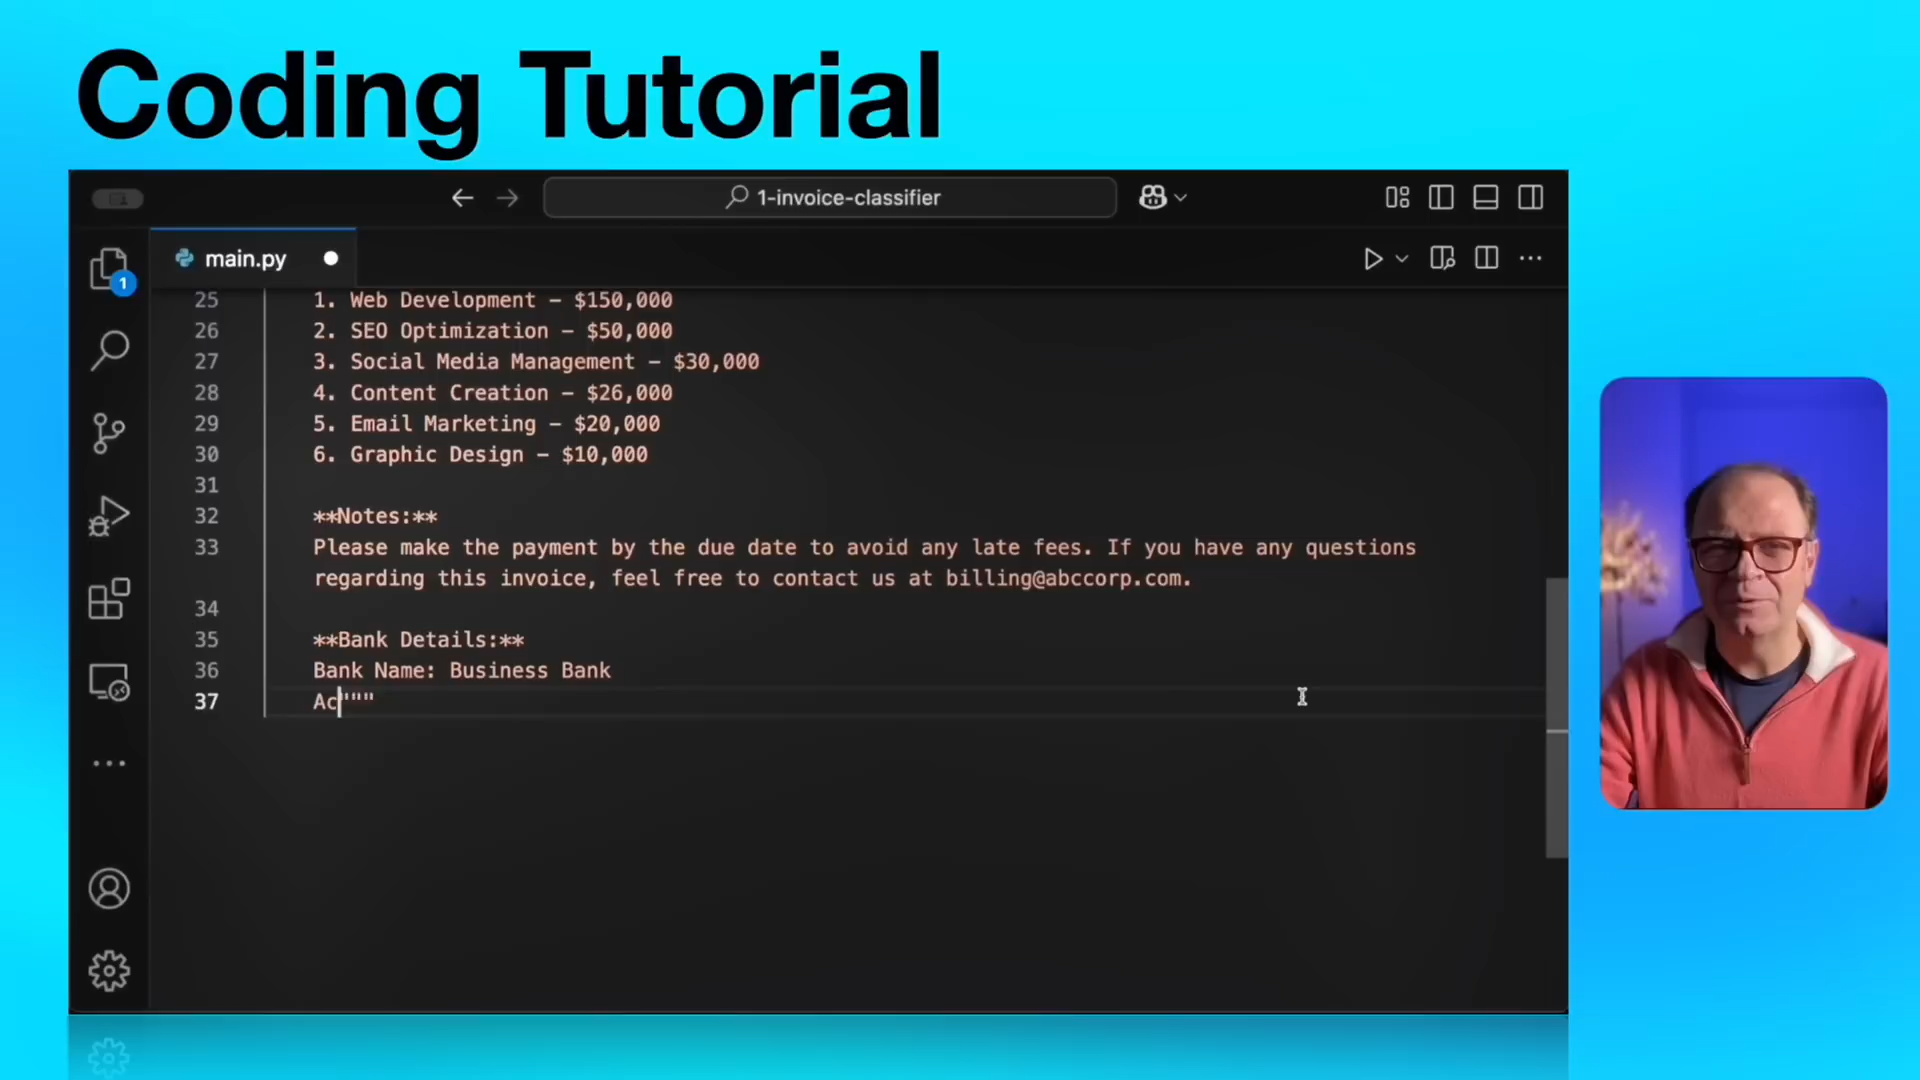 Coding Tutorial
1-invoice-classifier
main.py
1
25 1. Web Development – $150,000
26 2. SEO Optimization – $50,000
27 3. Social Media Management – $30,000
28 4. Content Creation – $26,000
29 5. Email Marketing – $20,000
30 6. Graphic Design – $10,000
31
32 **Notes:**
33 Please make the payment by the due date to avoid any late fees. If you have any questions
regarding this invoice, feel free to contact us at billing@abccorp.com.
34
35 **Bank Details:**
36 Bank Name: Business Bank
37 Ac"""